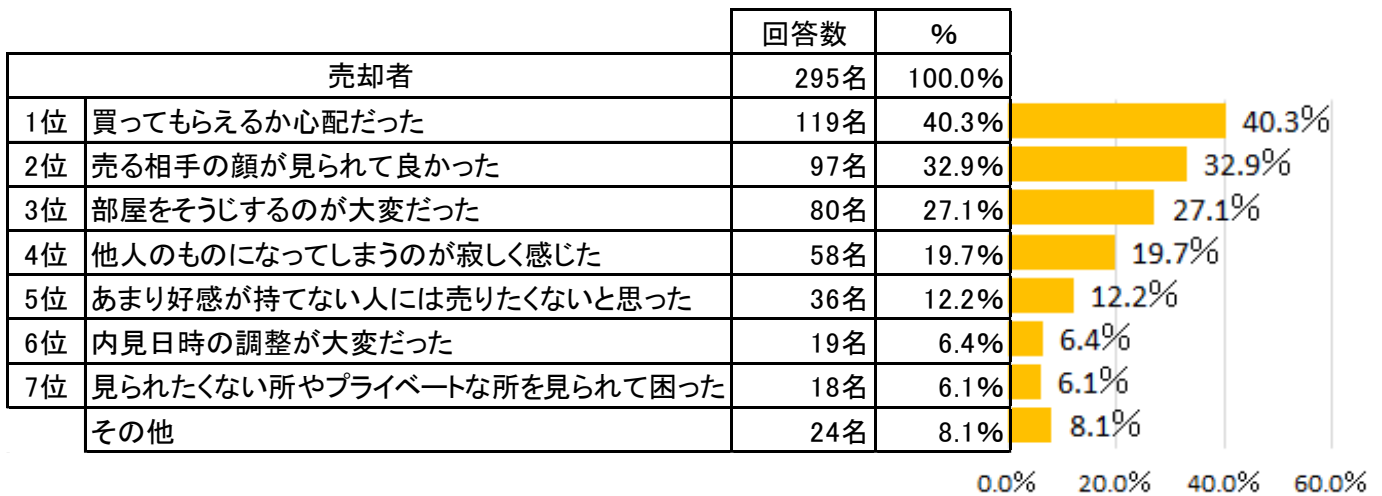 回答数 %
売却者 295名 100.0%
1位 買ってもらえるか心配だった 119名 40.3% 40.3%
2位 売る相手の顔が見られて良かった 97名 32.9% 32.9%
3位 部屋をそうじするのが大変だった 80名 27.1% 27.1%
4位 他人のものになってしまうのが寂しく感じた 58名 19.7% 19.7%
5位 あまり好感が持てない人には売りたくないと思った 36名 12.2% 12.2%
6位 内見日時の調整が大変だった 19名 6.4% 6.4%
7位 見られたくない所やプライベートな所を見られて困った 18名 6.1% 6.1%
その他 24名 8.1% 8.1%
0.0% 20.0% 40.0% 60.0%